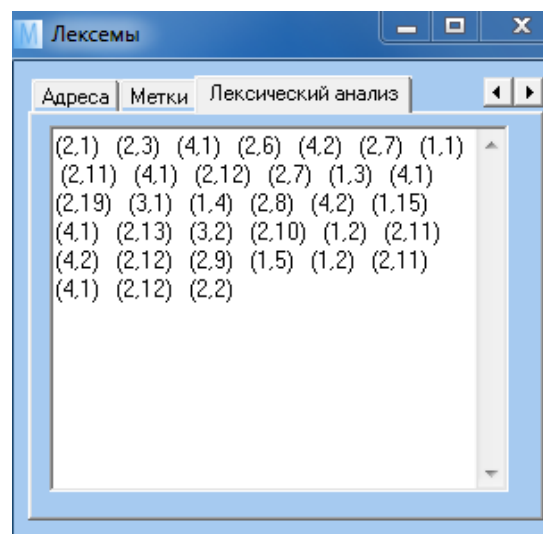 M Лексемы
Адреса Метки Лексический анализ
(2,1) (2,3) (4,1) (2,6) (4,2) (2,7) (1,1)
(2,11) (4,1) (2,12) (2,7) (1,3) (4,1)
(2,19) (3,1) (1,4) (2,8) (4,2) (1,15)
(4,1) (2,13) (3,2) (2,10) (1,2) (2,11)
(4,2) (2,12) (2,9) (1,5) (1,2) (2,11)
(4,1) (2,12) (2,2)